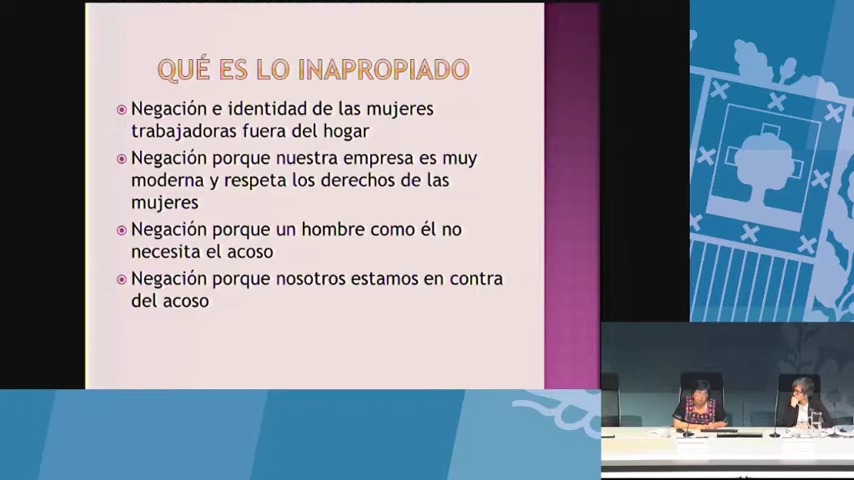 QUÉ ES LO INAPROPIADO
Negación e identidad de las mujeres
trabajadoras fuera del hogar
Negación porque nuestra empresa es muy
moderna y respeta los derechos de las
mujeres
Negación porque un hombre como él no
necesita el acoso
Negación porque nosotros estamos en contra
del acoso